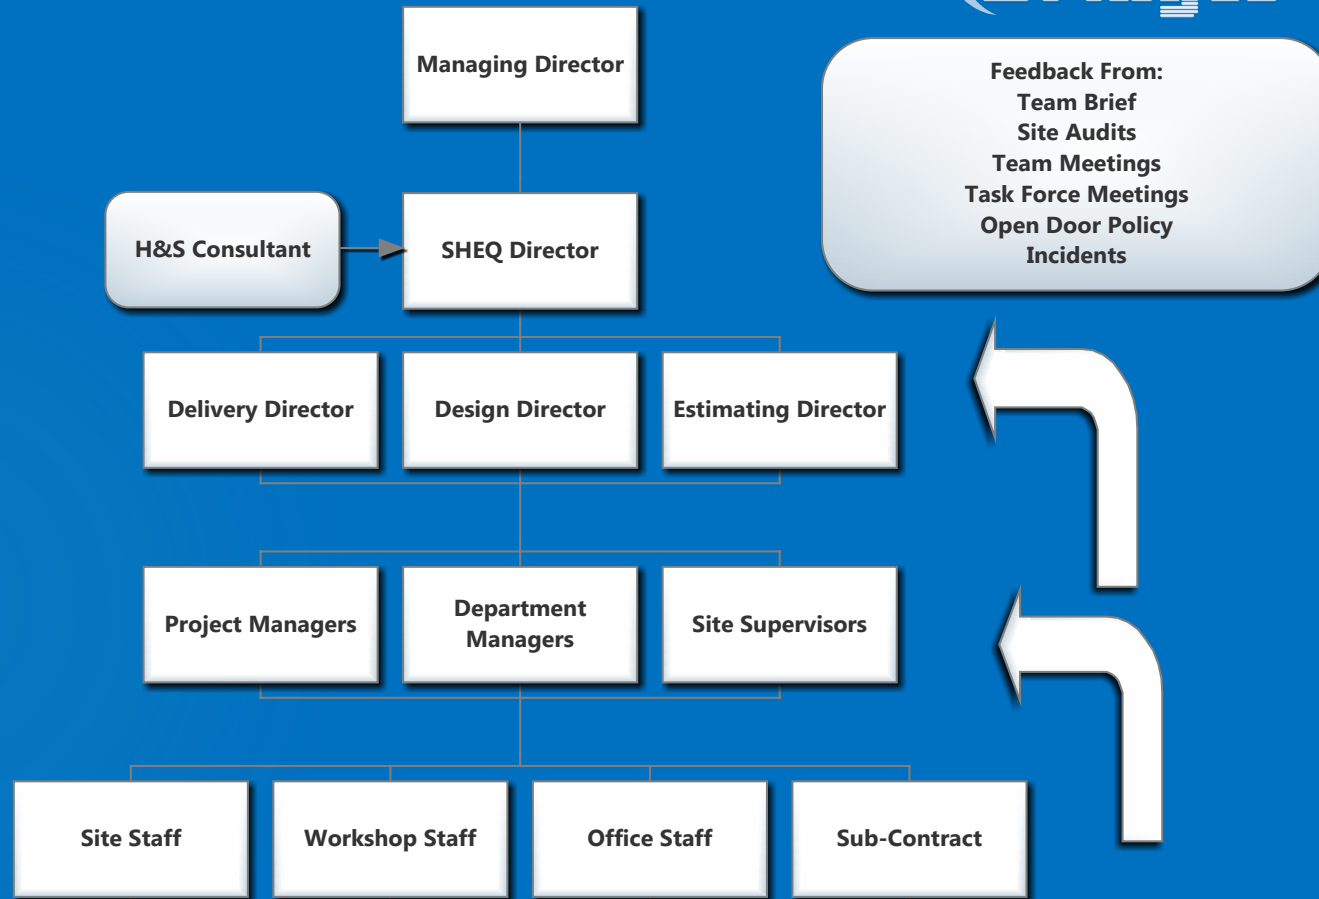 Managing Director
Feedback From:
Team Brief
Site Audits
Team Meetings
Task Force Meetings
Open Door Policy
Incidents
H&S Consultant
SHEQ Director
Delivery Director
Design Director
Estimating Director
Project Managers
Department
Managers
Site Supervisors
Site Staff
Workshop Staff
Office Staff
Sub-Contract